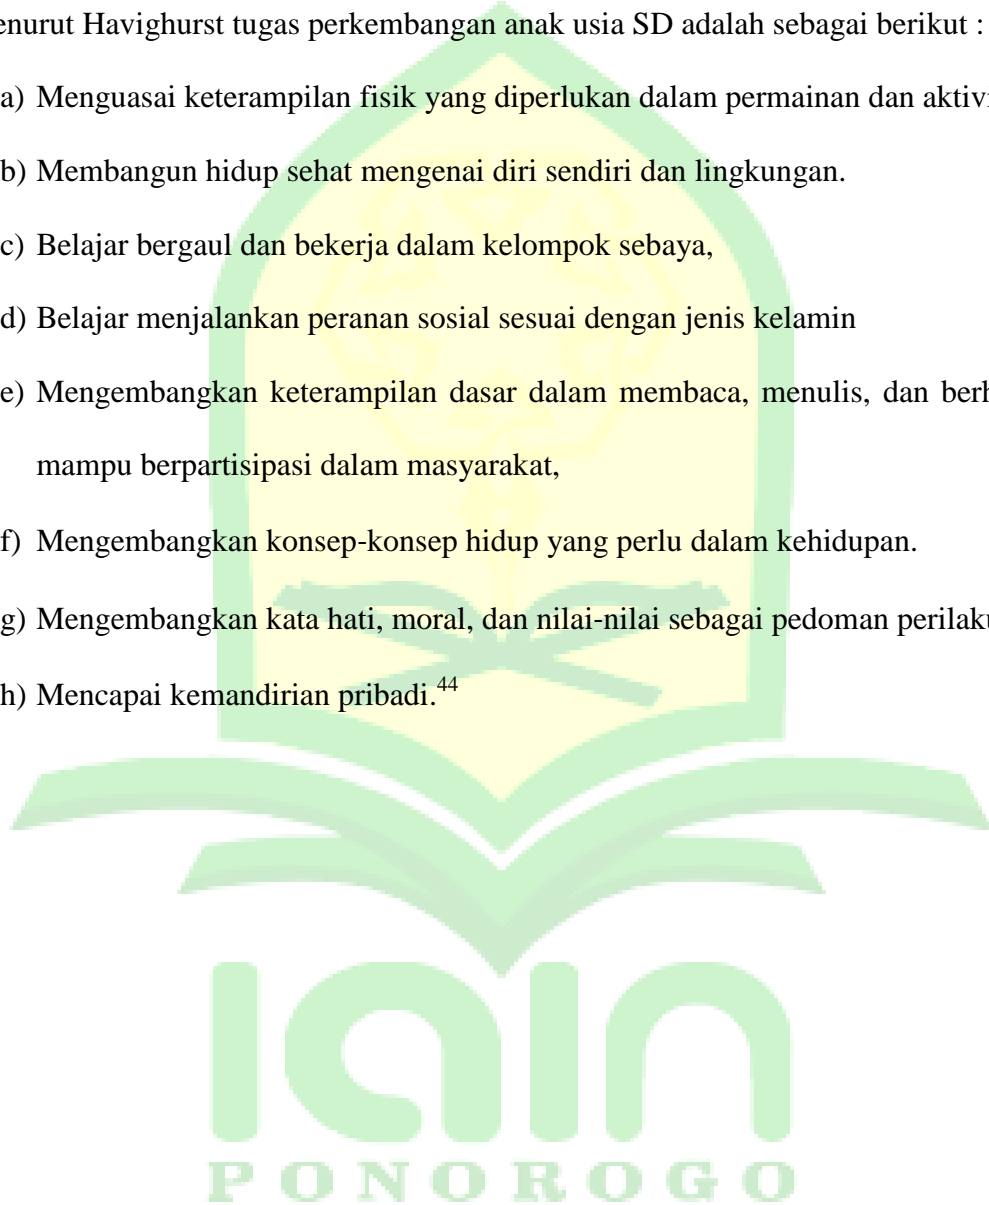 enurut Havighurst tugas perkembangan anak usia SD adalah sebagai berikut :
a) Menguasai keterampilan fisik yang diperlukan dalam permainan dan aktivi
b) Membangun hidup sehat mengenai diri sendiri dan lingkungan.
c) Belajar bergaul dan bekerja dalam kelompok sebaya,
d) Belajar menjalankan peranan sosial sesuai dengan jenis kelamin
e) Mengembangkan keterampilan dasar dalam membaca, menulis, dan berh
mampu berpartisipasi dalam masyarakat,
f) Mengembangkan konsep-konsep hidup yang perlu dalam kehidupan.
g) Mengembangkan kata hati, moral, dan nilai-nilai sebagai pedoman perilaku
h) Mencapai kemandirian pribadi.44
iain
PONOROGO